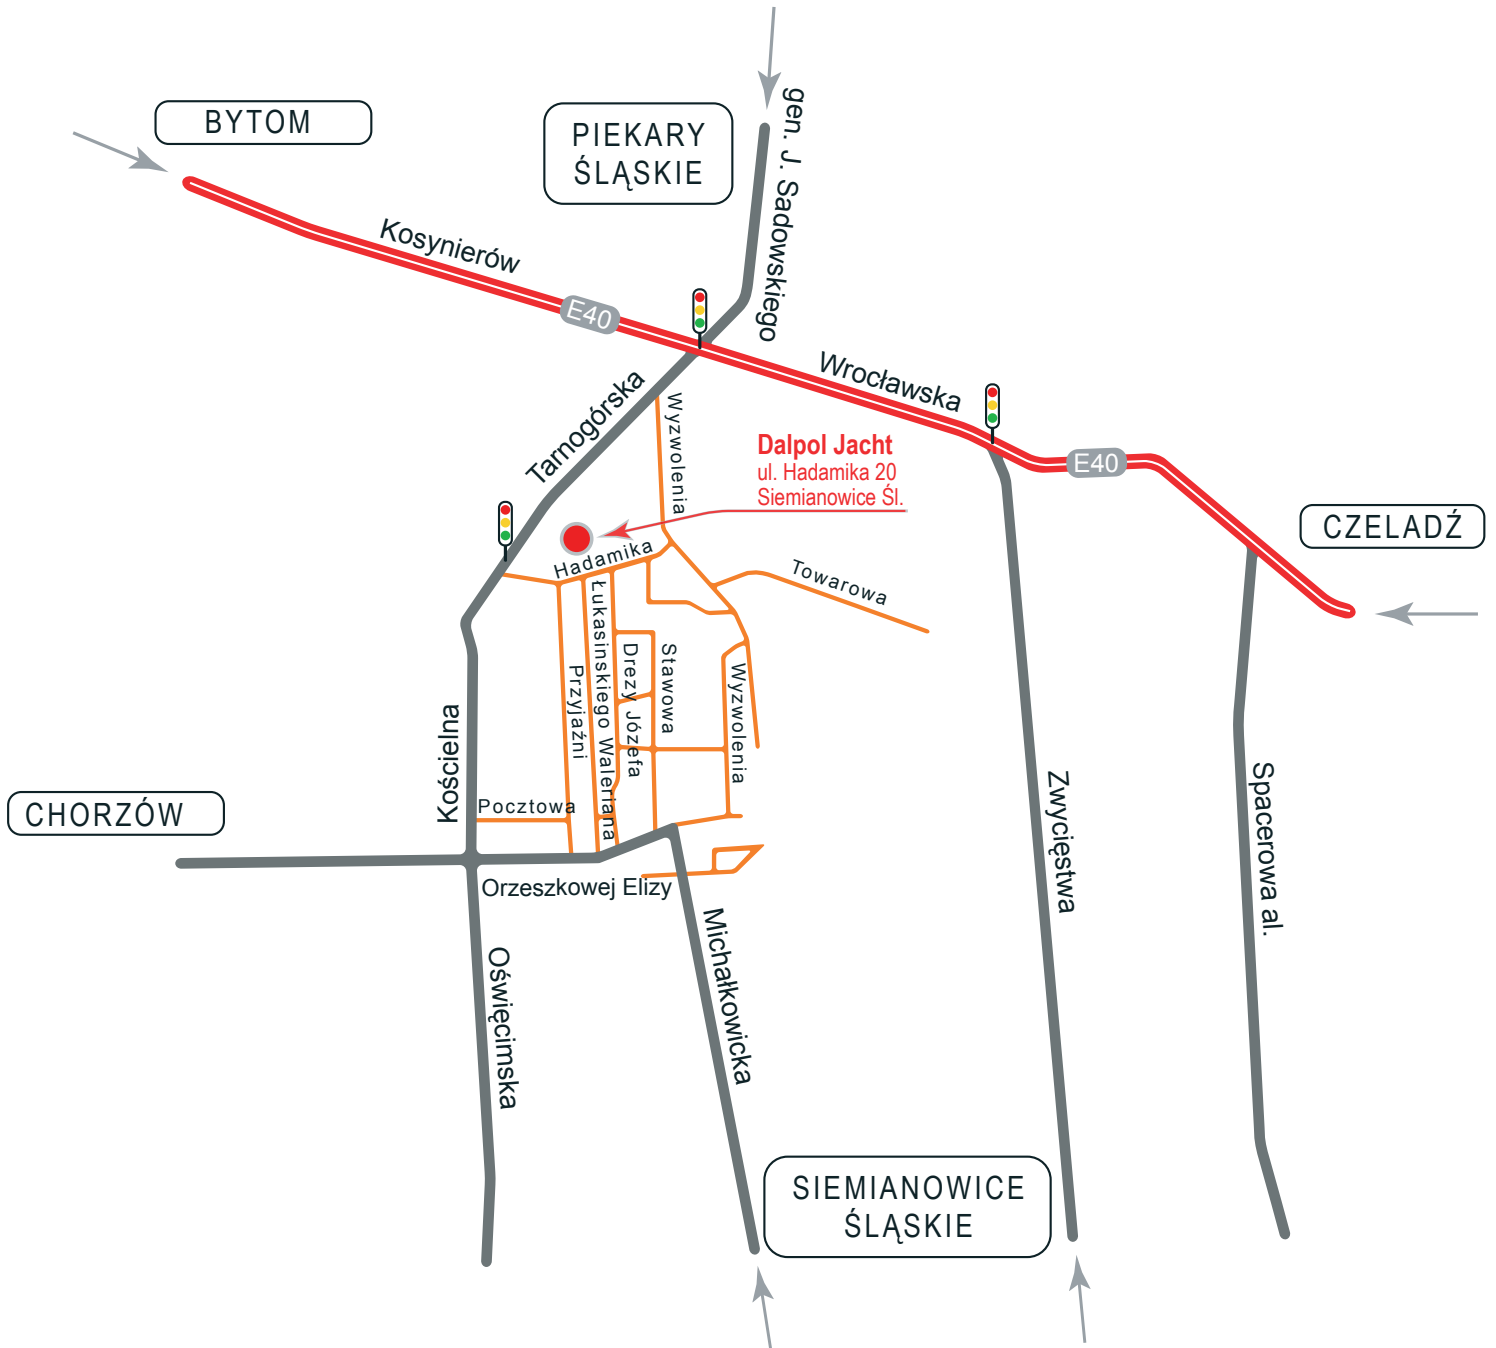 BYTOM
PIEKARY
ŚLĄSKIE
gen. J. Sadowskiego
Kosynierów
E40
Wrocławska
Tarnogórska
Wyzwolenia
Dalpol Jacht
ul. Hadamika 20
Siemianowice Śl.
E40
CZELADŹ
Hadamika
Towarowa
Łukasinskiego Waleriana
Przyjaźni
Drezy Józefa
Stawowa
Wyzwolenia
Kościelna
Pocztowa
CHORZÓW
Zwycięstwa
Spacerowa al.
Orzeszkowej Elizy
Michałkowicka
Oświęcimska
SIEMIANOWICE
ŚLĄSKIE